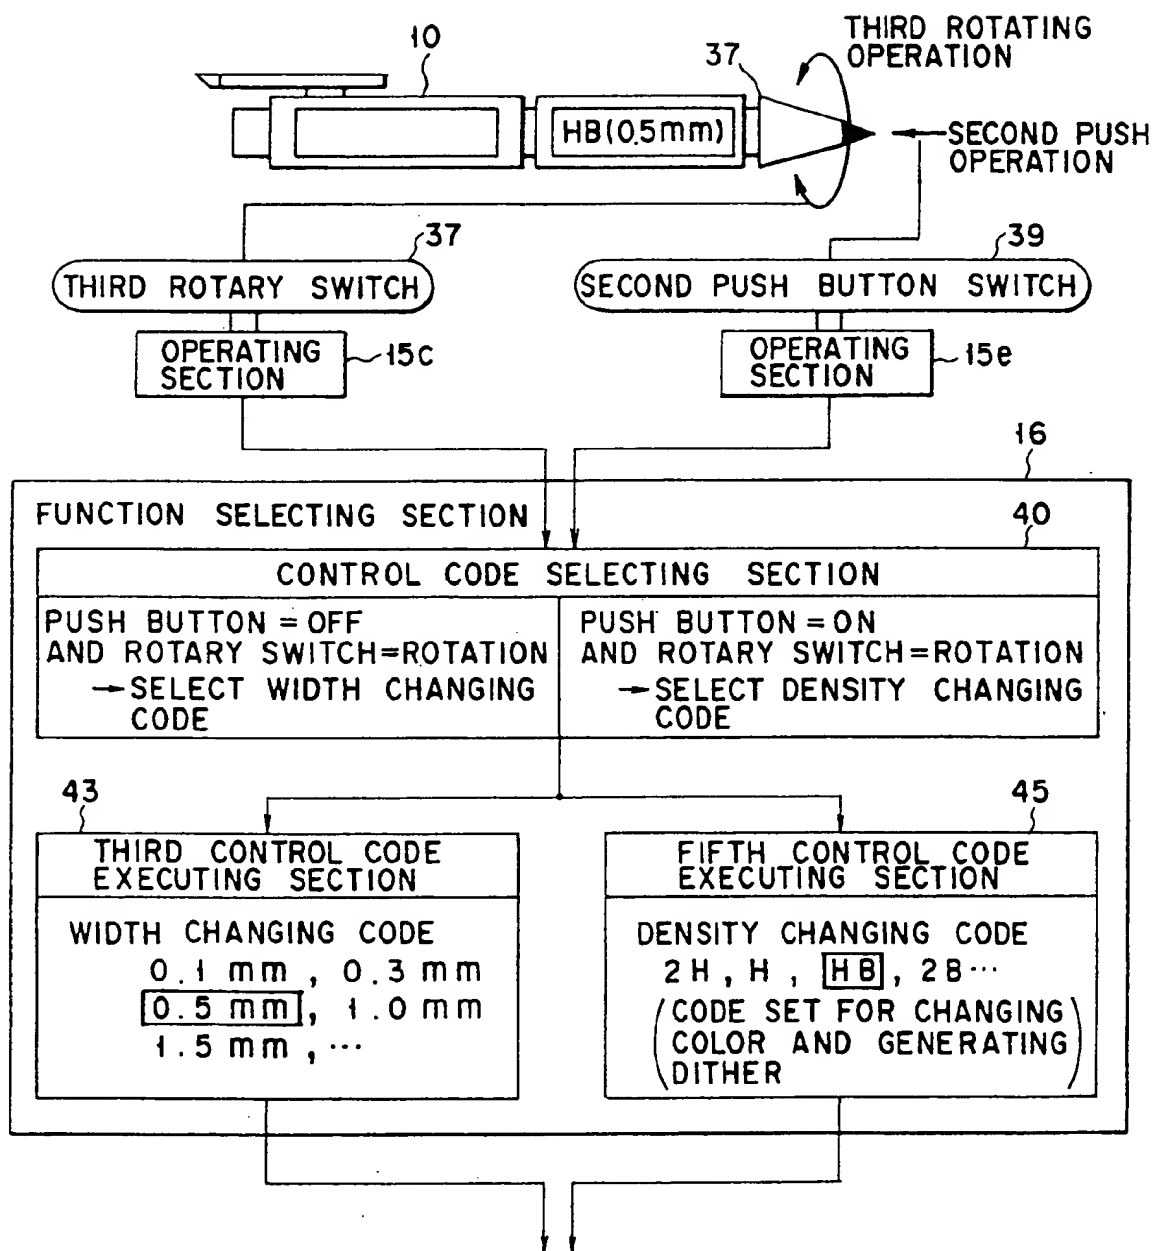 THIRD ROTATING
OPERATION
10
37
HB(0.5mm)
SECOND PUSH
OPERATION
37
39
THIRD ROTARY SWITCH
SECOND PUSH BUTTON SWITCH
OPERATING
SECTION
15c
OPERATING
SECTION
15e
16
FUNCTION SELECTING SECTION
40
CONTROL CODE SELECTING SECTION
PUSH BUTTON = OFF
AND ROTARY SWITCH=ROTATION
→ SELECT WIDTH CHANGING
CODE
PUSH BUTTON = ON
AND ROTARY SWITCH=ROTATION
→ SELECT DENSITY CHANGING
CODE
43
45
THIRD CONTROL CODE
EXECUTING SECTION
WIDTH CHANGING CODE
0.1 mm , 0.3 mm
0.5 mm , 1.0 mm
1.5 mm , ...
FIFTH CONTROL CODE
EXECUTING SECTION
DENSITY CHANGING CODE
2H, H , HB, 2B...
(CODE SET FOR CHANGING
COLOR AND GENERATING
DITHER)